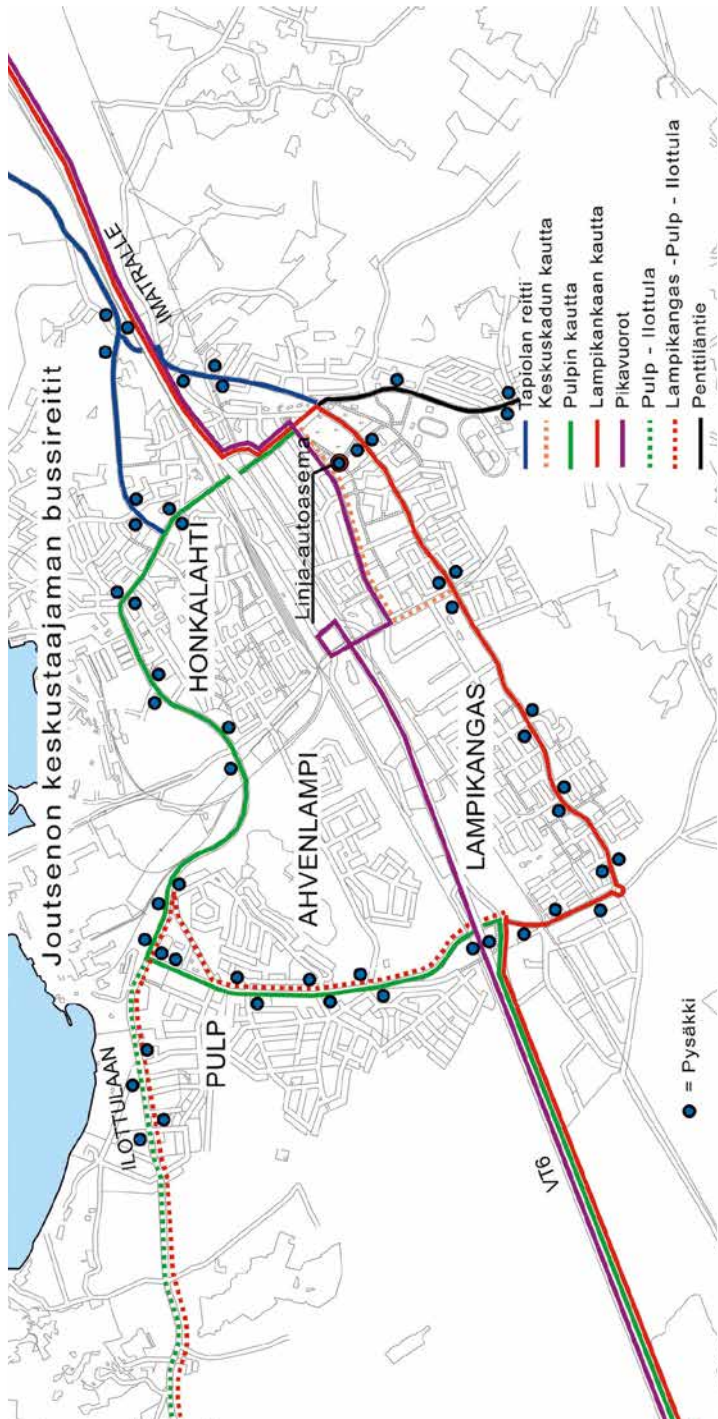 Joutsenon keskustaajaman bussireitit
IMATRALLE
HONKALAHTI
Linja-autoasema
AHVENLAMPI
LAMPIKANGAS
PULP
ILOTTULAAN
VT6
Tapiolan reitti
Keskuskadun kautta
Pulpin kautta
Lampikankaan kautta
Pikavuorot
Pulp - Ilottula
Lampikangas -Pulp - Ilottula
Penttiläntie
= Pysäkki